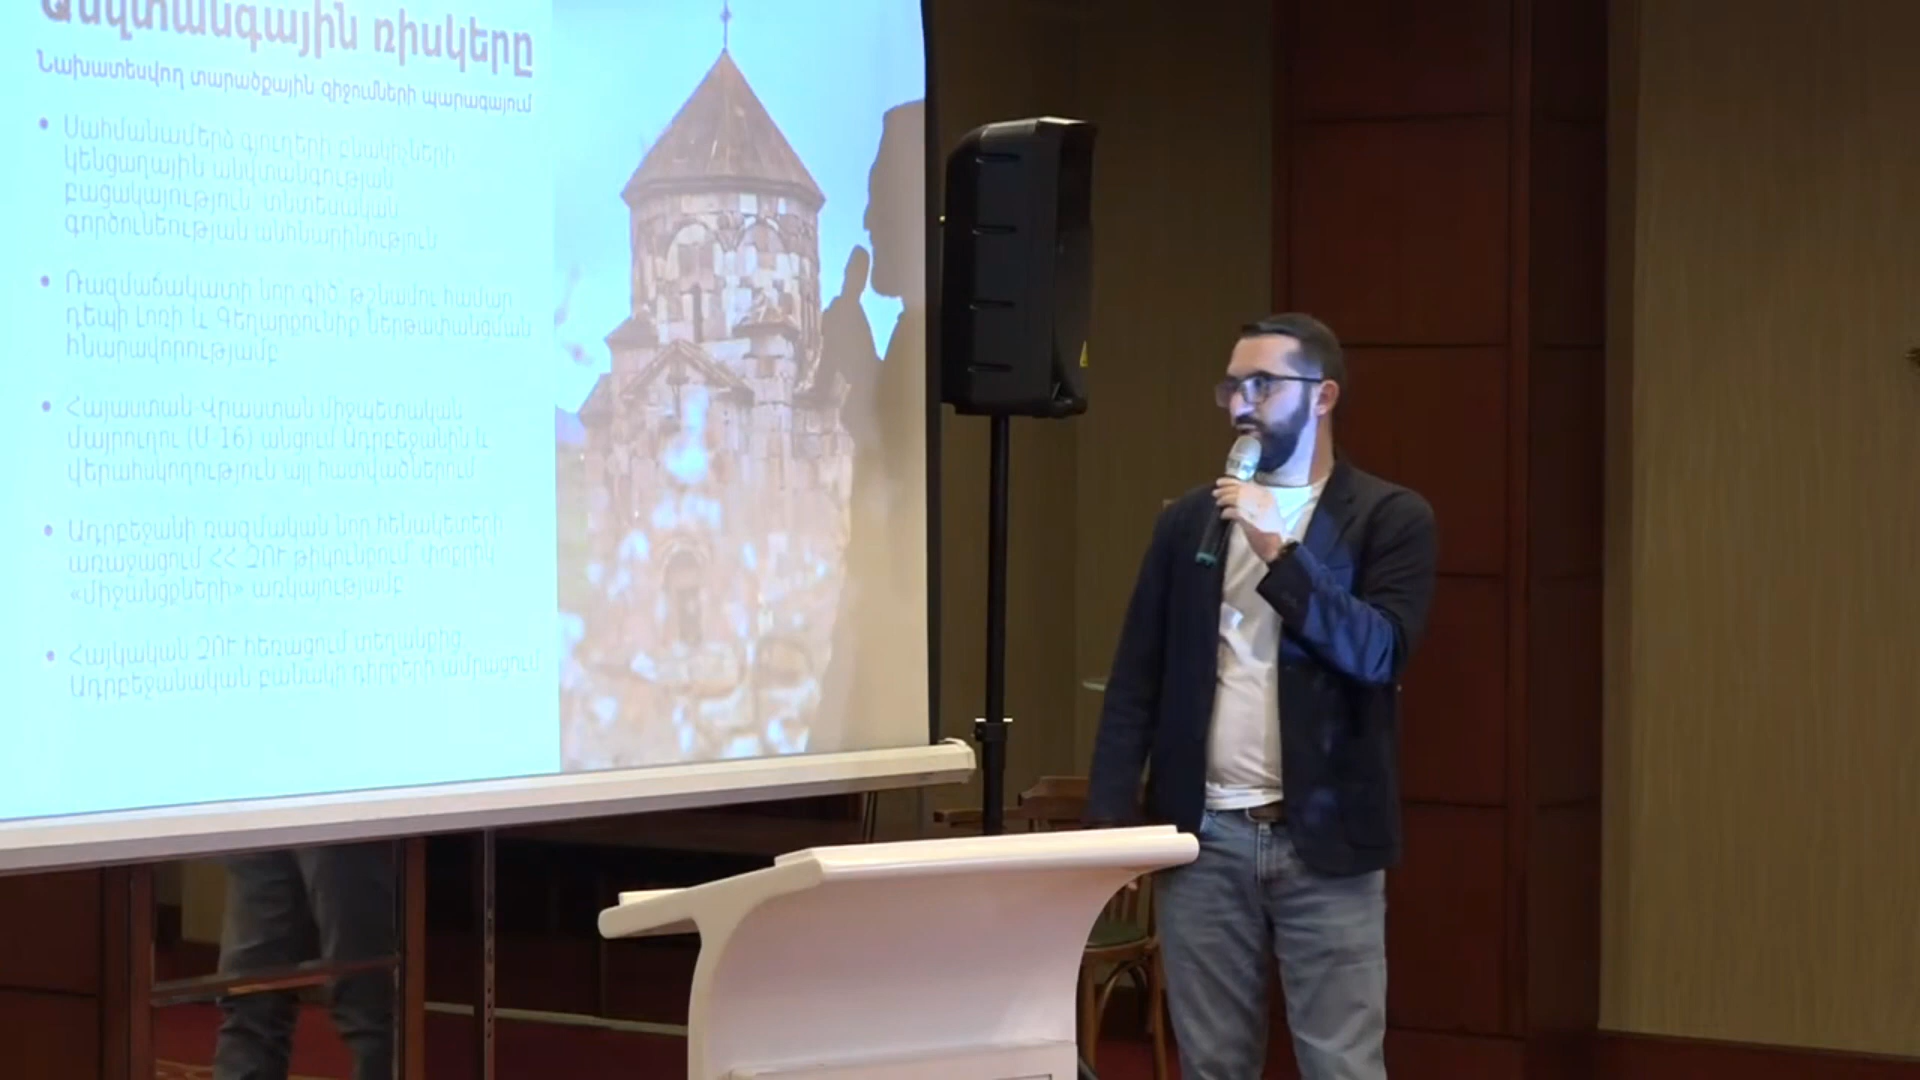 Անվտանգային ռիսկերը
Նախատեսվող տարածքային զիջումների պարագայում
• Սահմանամերձ գյուղերի բնակիչների
կենցաղային անվտանգության
բացակայություն, տնտեսական
գործունեության անհնարինություն
• Ռազմաճակատի նոր գիծ՝ թշնամու համար
դեպի Լոռի և Գեղարքունիք ներթափանցման
հնարավորությամբ
• Հայաստան-Վրաստան միջպետական
մայրուղու (Մ-16) անցում Ադրբեջանին և
վերահսկողություն այլ հատվածներում
• Ադրբեջանի ռազմական նոր հենակետերի
առաջացում ՀՀ ԶՈՒ թիկունքում՝ փոքրիկ
«միջանցքների» առկայությամբ
• Հայկական ԶՈՒ հեռացում տեղանքից,
Ադրբեջանական բանակի դիրքերի ամրացում